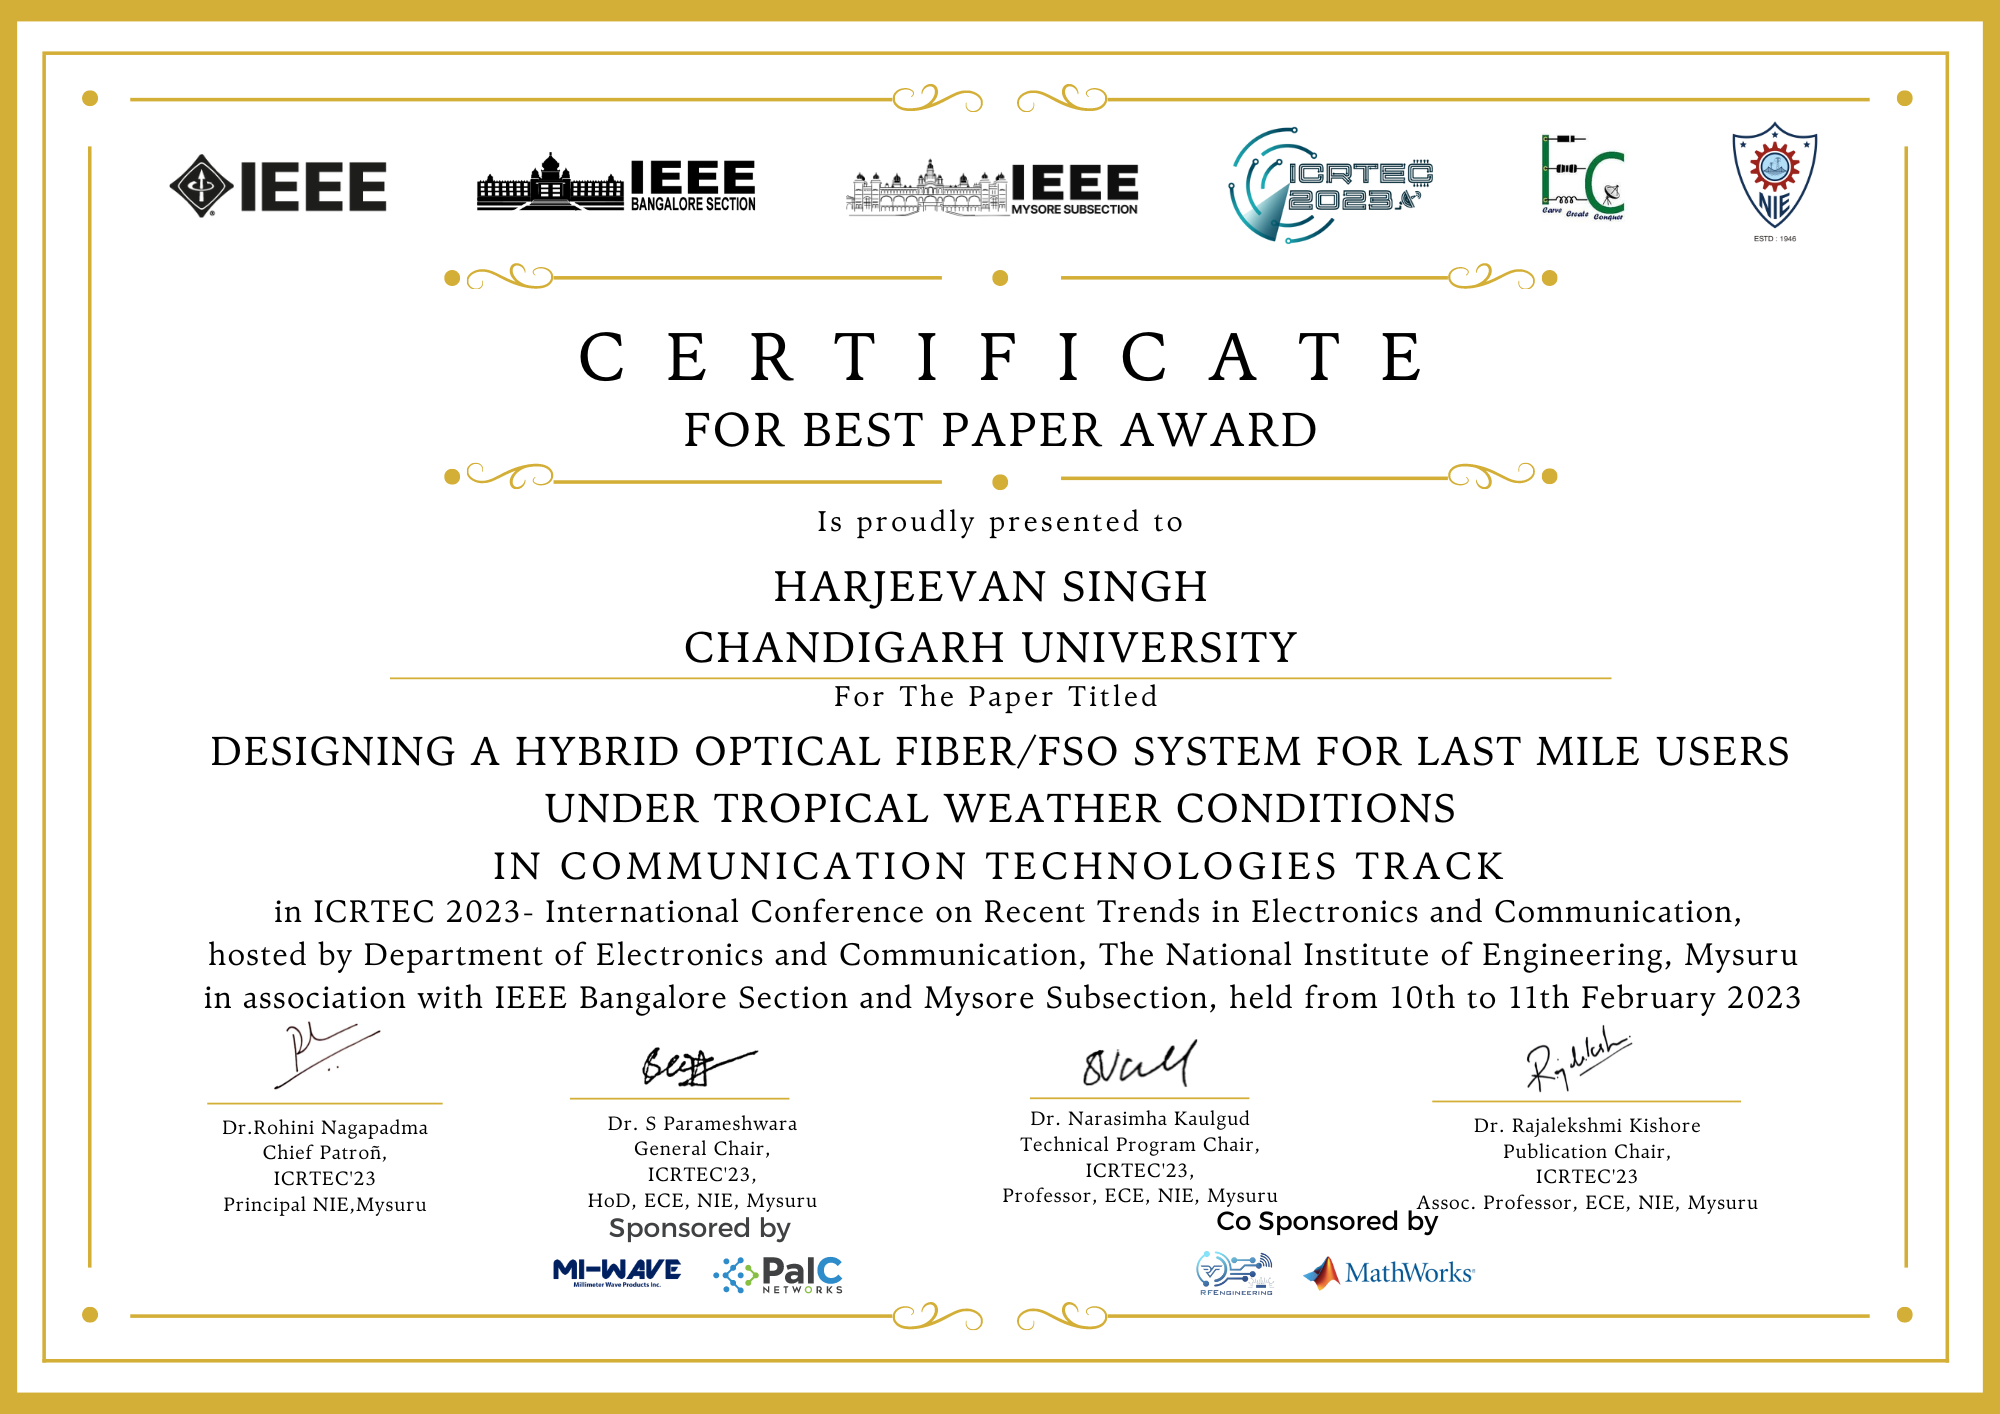 IEEE
IEEE
BANGALORE SECTION
IEEE
MYSORE SUBSECTION
ICRTEC
2023
EC
Carve Create Conquer
NIE
ESTD : 1946
CERTIFICATE
FOR BEST PAPER AWARD
Is proudly presented to
HARJEEVAN SINGH
CHANDIGARH UNIVERSITY
For The Paper Titled
DESIGNING A HYBRID OPTICAL FIBER/FSO SYSTEM FOR LAST MILE USERS
UNDER TROPICAL WEATHER CONDITIONS
IN COMMUNICATION TECHNOLOGIES TRACK
in ICRTEC 2023- International Conference on Recent Trends in Electronics and Communication,
hosted by Department of Electronics and Communication, The National Institute of Engineering, Mysuru
in association with IEEE Bangalore Section and Mysore Subsection, held from 10th to 11th February 2023
Dr.Rohini Nagapadma
Chief Patroñ,
ICRTEC'23
Principal NIE,Mysuru
Dr. S Parameshwara
General Chair,
ICRTEC'23,
HoD, ECE, NIE, Mysuru
Dr. Narasimha Kaulgud
Technical Program Chair,
ICRTEC'23,
Professor, ECE, NIE, Mysuru
Dr. Rajalekshmi Kishore
Publication Chair,
ICRTEC'23
Assoc. Professor, ECE, NIE, Mysuru
Sponsored by
MI-WAVE
Millimeter Wave Products Inc.
PalC
NETWORKS
Co Sponsored by
RFENGINEERING
MathWorks®